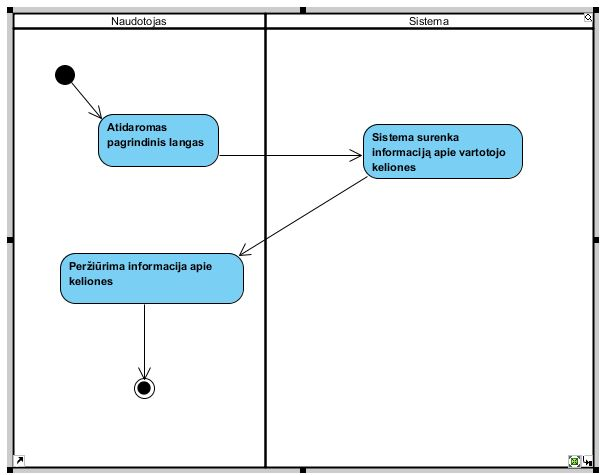 Naudotojas
Sistema
Atidaromas
pagrindinis langas
Sistema surenka
informaciją apie vartotojo
keliones
Peržiūrima informacija apie
keliones